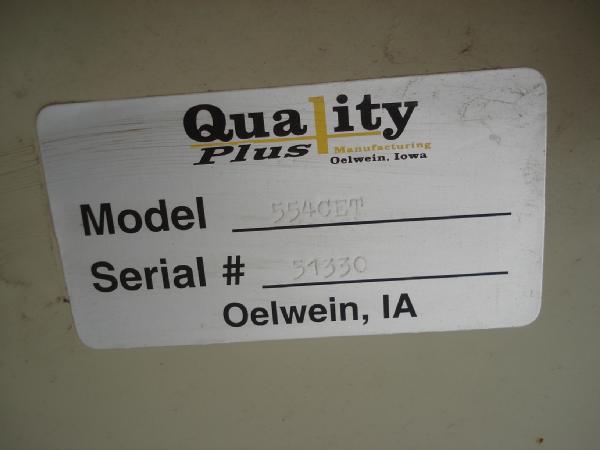 Quality
Plus Manufacturing
Oelwein, Iowa
Model 554CET
Serial # 51330
Oelwein, IA